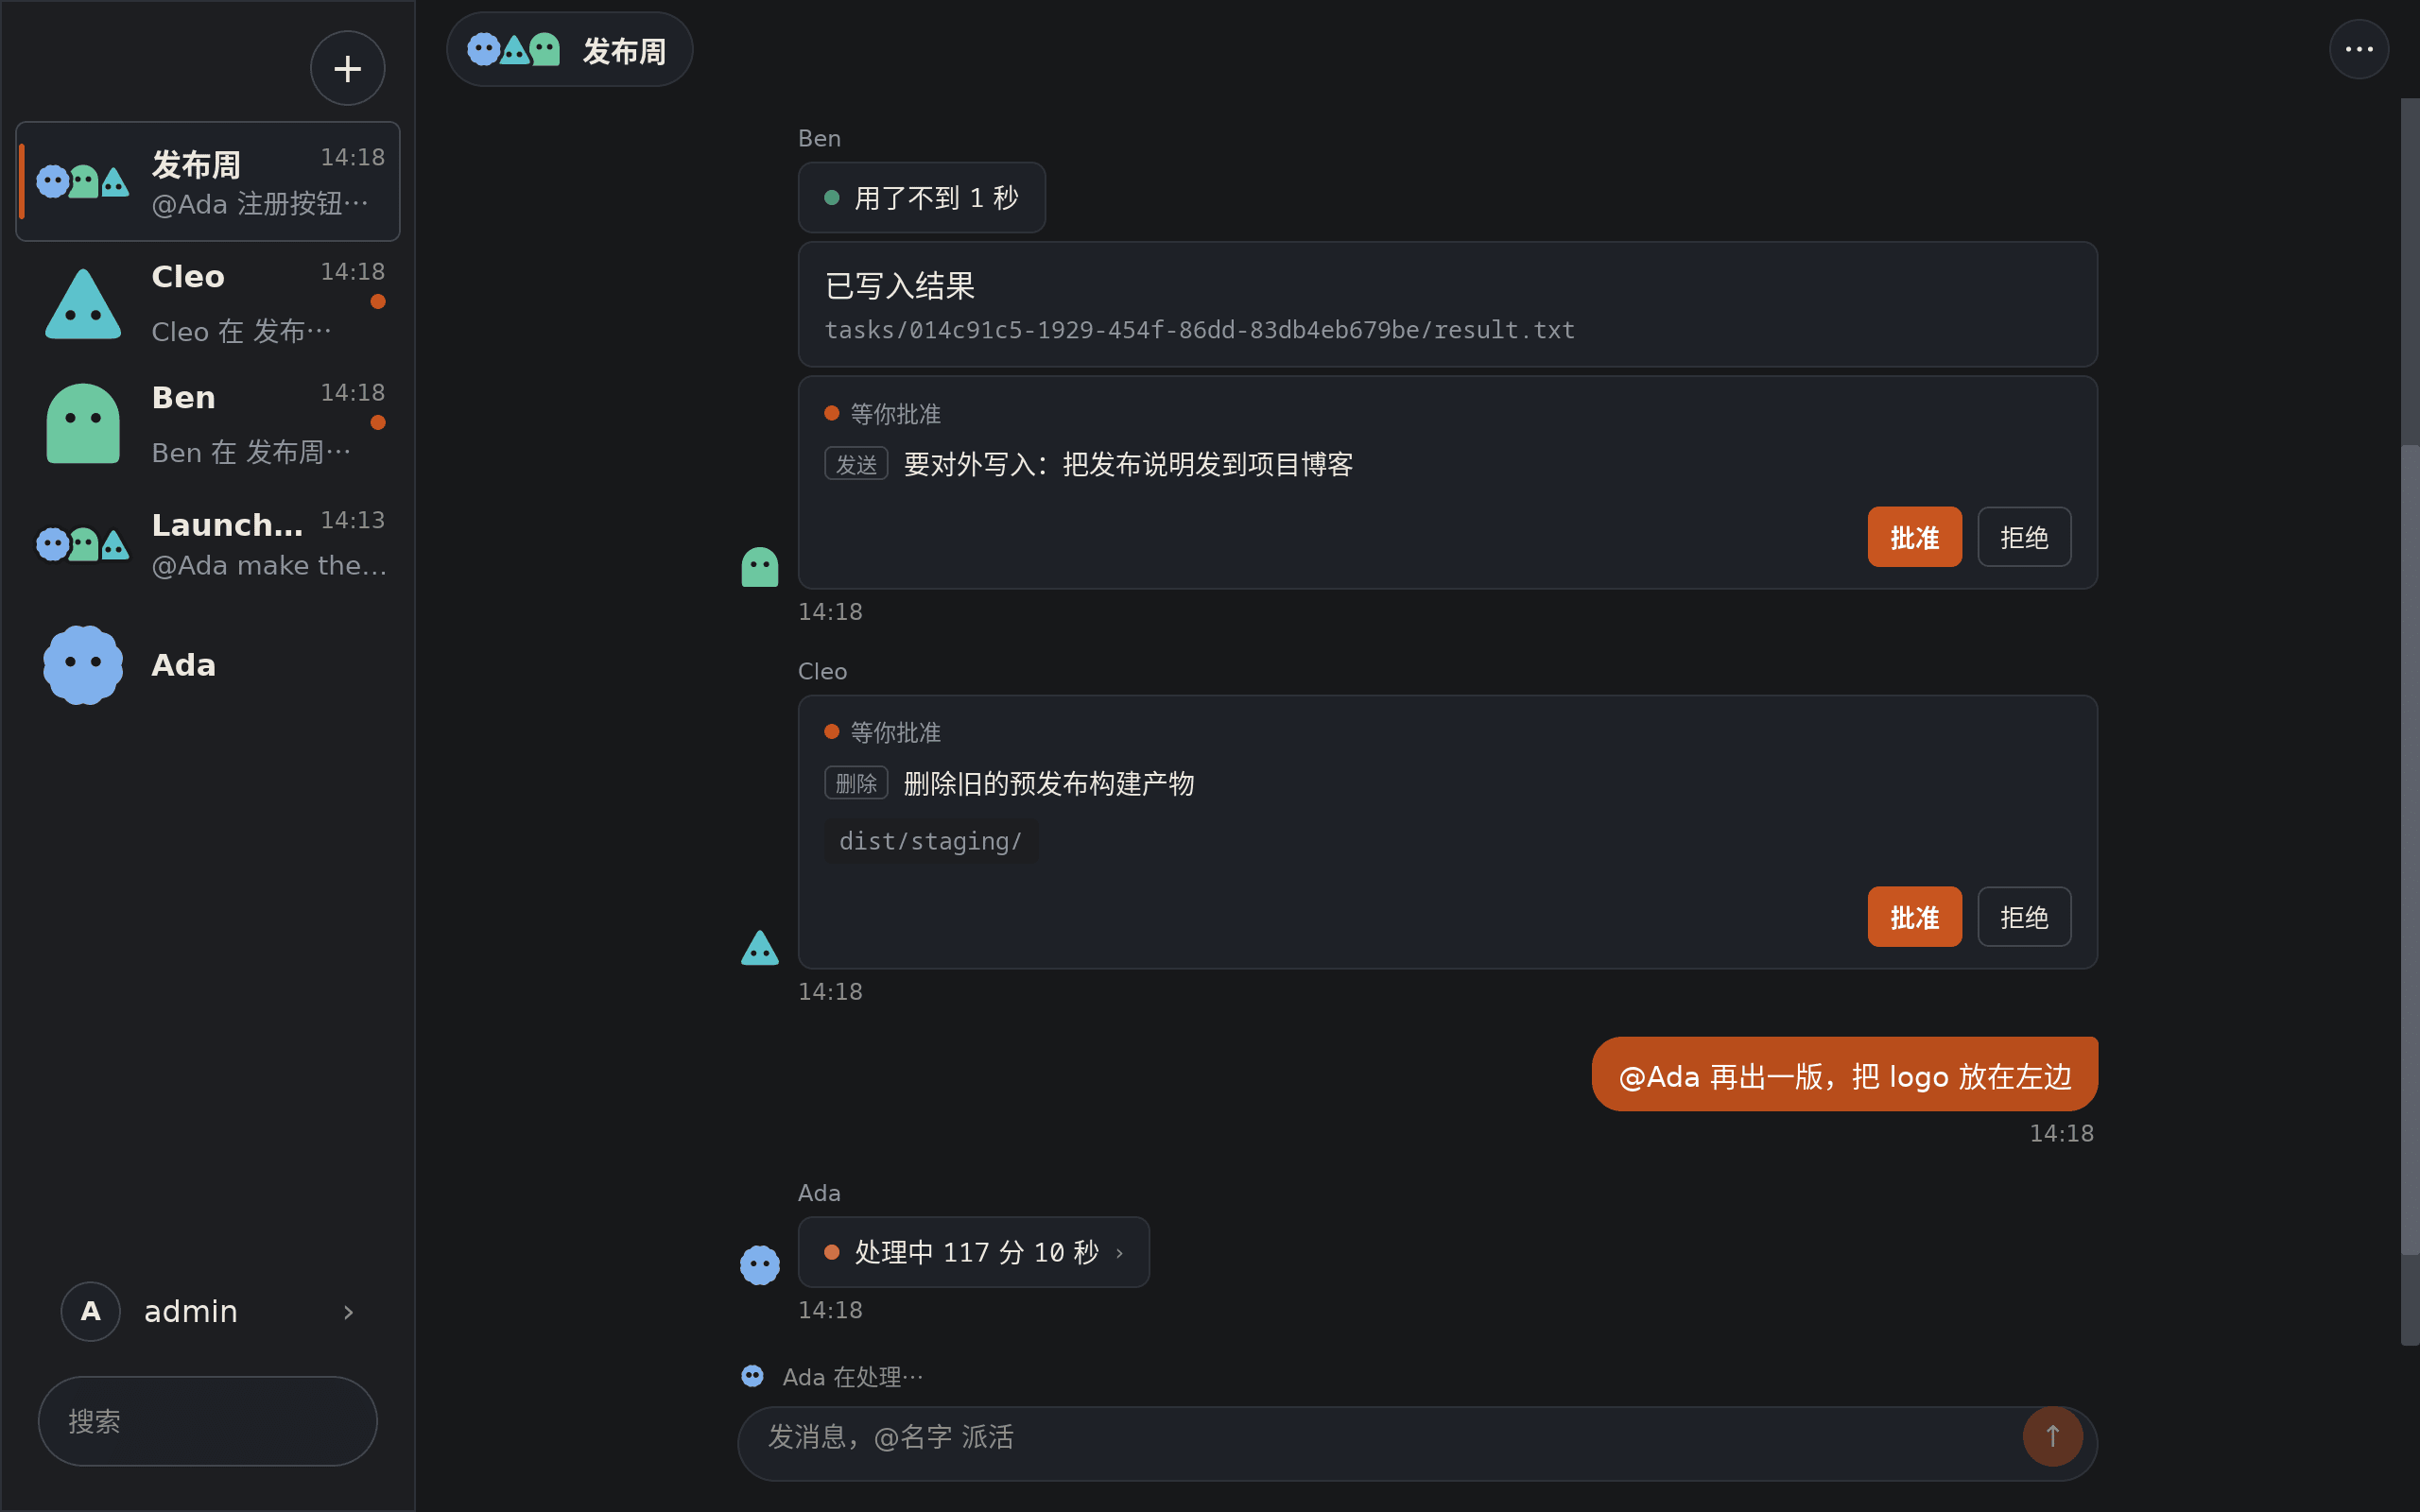 +
发布周
14:18
@Ada 注册按钮…
Cleo
14:18
Cleo 在 发布…
Ben
14:18
Ben 在 发布周…
Launch…
14:13
@Ada make the…
Ada
A
admin
›
搜索
发布周
Ben
用了不到 1 秒
已写入结果
tasks/014c91c5-1929-454f-86dd-83db4eb679be/result.txt
等你批准
发送 要对外写入：把发布说明发到项目博客
批准 拒绝
14:18
Cleo
等你批准
删除 删除旧的预发布构建产物
dist/staging/
批准 拒绝
14:18
@Ada 再出一版，把 logo 放在左边
14:18
Ada
处理中 117 分 10 秒 ›
14:18
Ada 在处理…
发消息，@名字 派活
↑